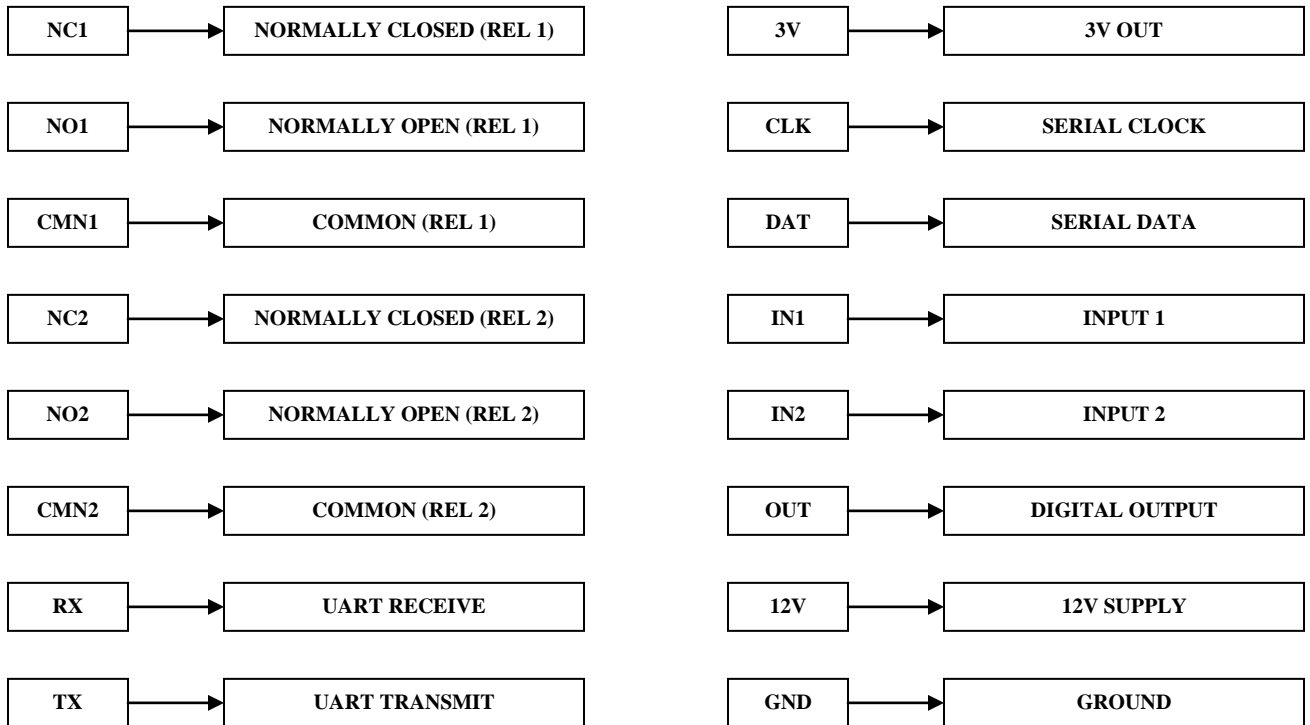 NC1
NORMALLY CLOSED (REL 1)
NO1
NORMALLY OPEN (REL 1)
CMN1
COMMON (REL 1)
NC2
NORMALLY CLOSED (REL 2)
NO2
NORMALLY OPEN (REL 2)
CMN2
COMMON (REL 2)
RX
UART RECEIVE
TX
UART TRANSMIT
3V
3V OUT
CLK
SERIAL CLOCK
DAT
SERIAL DATA
IN1
INPUT 1
IN2
INPUT 2
OUT
DIGITAL OUTPUT
12V
12V SUPPLY
GND
GROUND